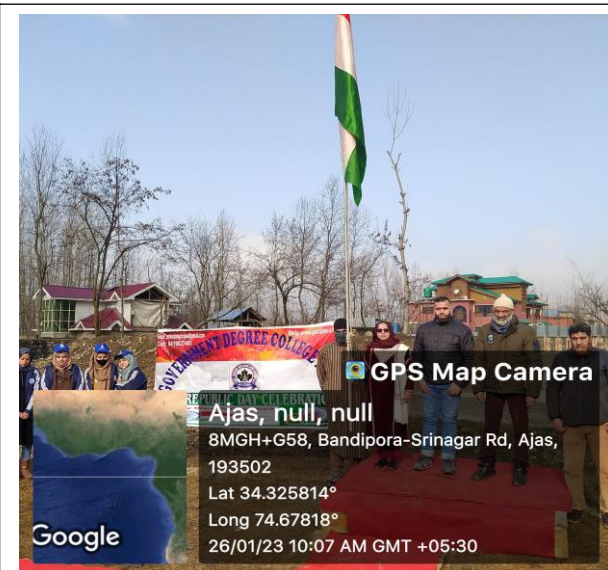 GOVERNMENT DEGREE COLLEGE
REPUBLIC DAY CELEBRATION
GPS Map Camera
Ajas, null, null
8MGH+G58, Bandipora-Srinagar Rd, Ajas,
193502
Lat 34.325814°
Long 74.67818°
26/01/23 10:07 AM GMT +05:30
Google